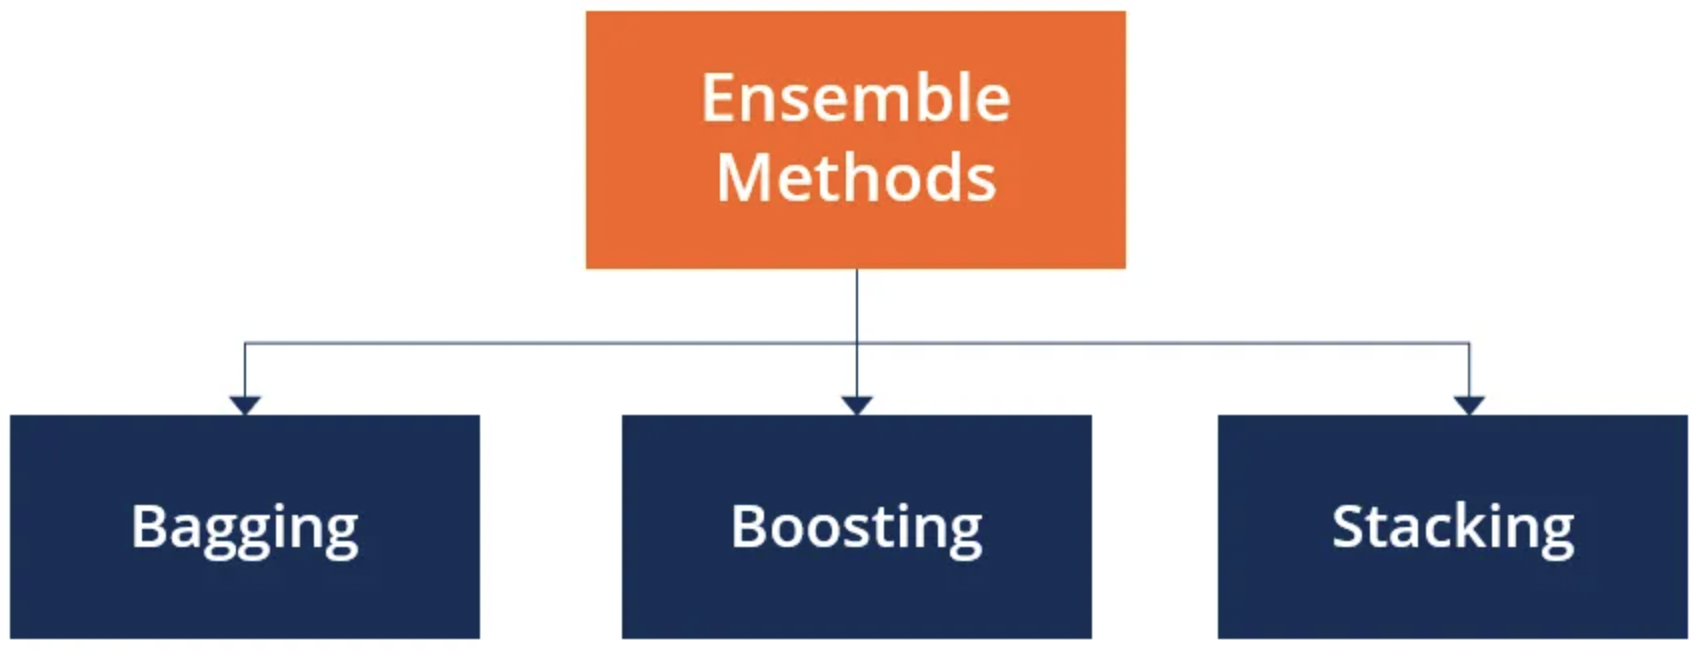 Ensemble
Methods
Bagging
Boosting
Stacking